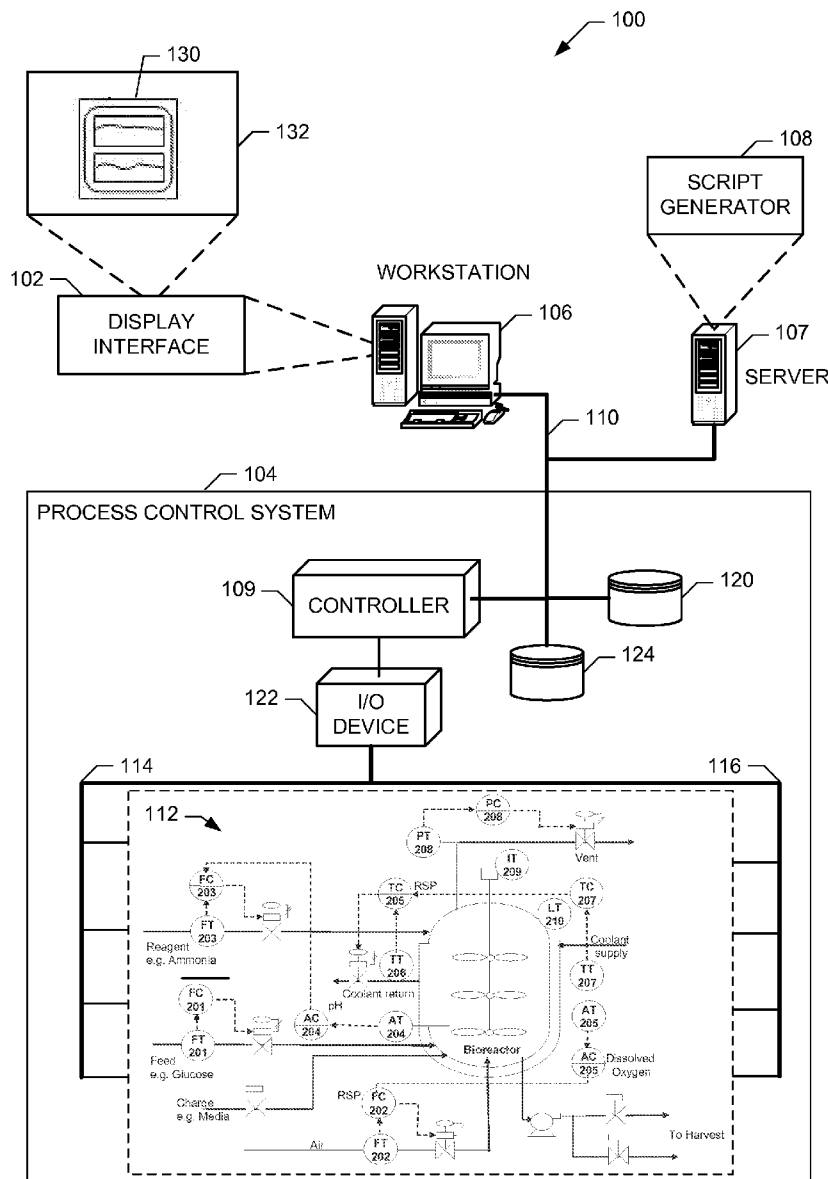 100
130
132
108
SCRIPT
GENERATOR
102
WORKSTATION
DISPLAY
INTERFACE
106
107
SERVER
110
104
PROCESS CONTROL SYSTEM
109
CONTROLLER
120
124
122
I/O
DEVICE
114
116
112
PC
208
PT
208
Vent
IT
209
FC
203
TC
205
RSP
TC
207
LT
210
FT
203
Reagent
e.g. Ammonia
Coolant
supply
TT
206
TT
207
Coolant return
pH
FC
201
AC
204
AT
204
AT
205
FT
201
Bioreactor
Feed
e.g. Glucose
AC
205
Dissolved
Oxygen
Charge
e.g. Media
RSP
FC
202
Air
FT
202
To Harvest